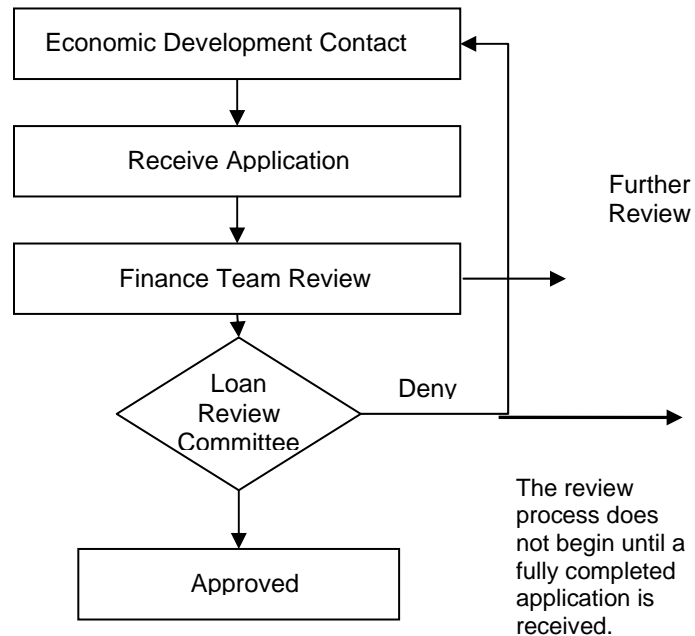 Economic Development Contact
Receive Application
Further
Review
Finance Team Review
Loan
Review
Committee
Deny
The review
process does
not begin until a
fully completed
application is
received.
Approved